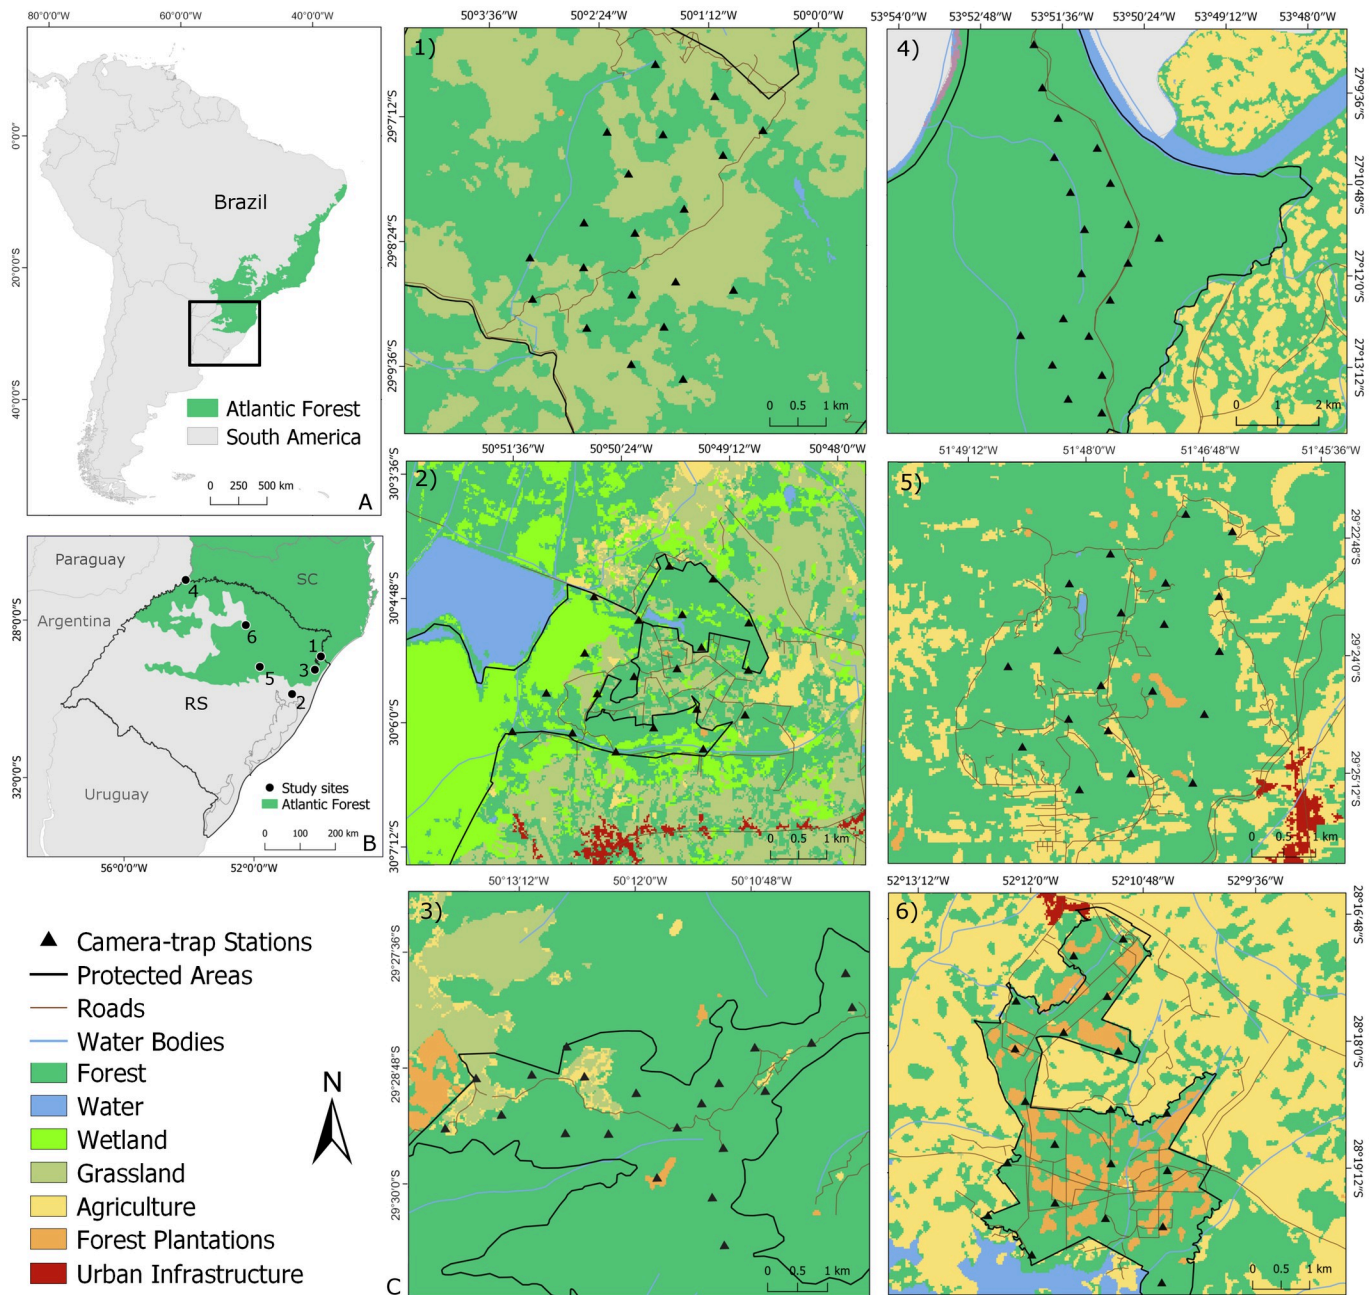 80°00'W 60°00'W 40°00'W
0°00"
20°00"S
40°00"S
Brazil
Atlantic Forest
South America
0 250 500 km
A
Paraguay
Argentina
Uruguay
SC
RS
4
6
1
3
5
2
28°0'0"S
32°0'0"S
56°0'0"W 52°0'0"W
Study sites
Atlantic Forest
0 100 200 km
B
Camera-trap Stations
Protected Areas
Roads
Water Bodies
Forest
Water
Wetland
Grassland
Agriculture
Forest Plantations
Urban Infrastructure
N
50°3'36"W 50°2'24"W 50°1'12"W 50°0'0"W
1)
29°7'12"S
29°8'24"S
29°9'36"S
0 0.5 1 km
50°51'36"W 50°50'24"W 50°49'12"W 50°48'0"W
2)
30°3'36"S
30°4'48"S
30°6'0"S
30°7'12"S
0 0.5 1 km
50°13'12"W 50°12'0"W 50°10'48"W
3)
29°27'36"S
29°28'48"S
29°30'0"S
0 0.5 1 km
C
53°54'0"W 53°52'48"W 53°51'36"W 53°50'24"W 53°49'12"W 53°48'0"W
4)
27°9'36"S
27°10'48"S
27°12'0"S
27°13'12"S
0 1 2 km
51°49'12"W 51°48'0"W 51°46'48"W 51°45'36"W
5)
29°22'48"S
29°24'0"S
29°25'12"S
0 0.5 1 km
52°13'12"W 52°12'0"W 52°10'48"W 52°9'36"W
6)
28°16'48"S
28°18'0"S
28°19'12"S
0 0.5 1 km